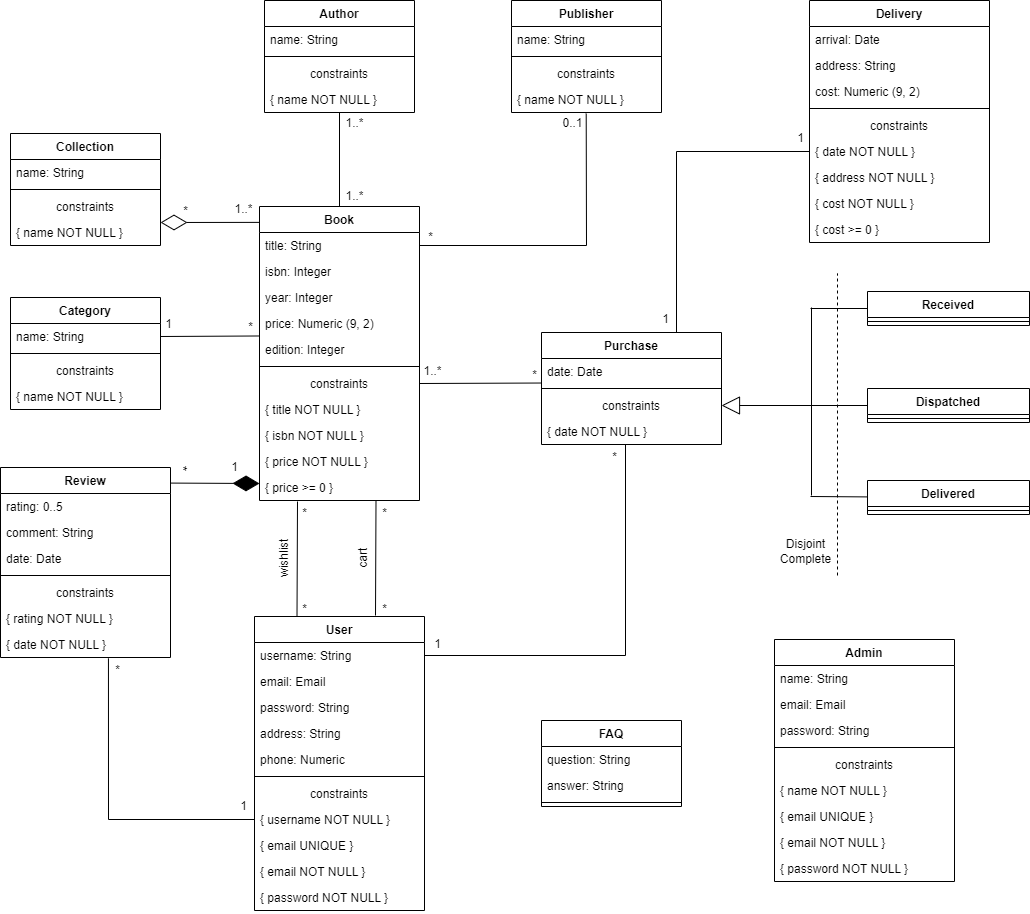 Author
name: String
constraints
{ name NOT NULL }
1..*
1..*
Publisher
name: String
constraints
{ name NOT NULL }
0..1
*
Delivery
arrival: Date
address: String
cost: Numeric (9, 2)
constraints
{ date NOT NULL }
{ address NOT NULL }
{ cost NOT NULL }
{ cost >= 0 }
1
1
Collection
name: String
constraints
{ name NOT NULL }
*
1..*
Book
title: String
isbn: Integer
year: Integer
price: Numeric (9, 2)
edition: Integer
constraints
{ title NOT NULL }
{ isbn NOT NULL }
{ price NOT NULL }
{ price >= 0 }
Category
name: String
constraints
{ name NOT NULL }
1
*
1..*
*
Purchase
date: Date
constraints
{ date NOT NULL }
*
Received
Dispatched
Delivered
Disjoint
Complete
Review
rating: 0..5
comment: String
date: Date
constraints
{ rating NOT NULL }
{ date NOT NULL }
*
1
*
1
*
*
wishlist
cart
*
*
User
username: String
email: Email
password: String
address: String
phone: Numeric
constraints
{ username NOT NULL }
{ email UNIQUE }
{ email NOT NULL }
{ password NOT NULL }
1
FAQ
question: String
answer: String
Admin
name: String
email: Email
password: String
constraints
{ name NOT NULL }
{ email UNIQUE }
{ email NOT NULL }
{ password NOT NULL }